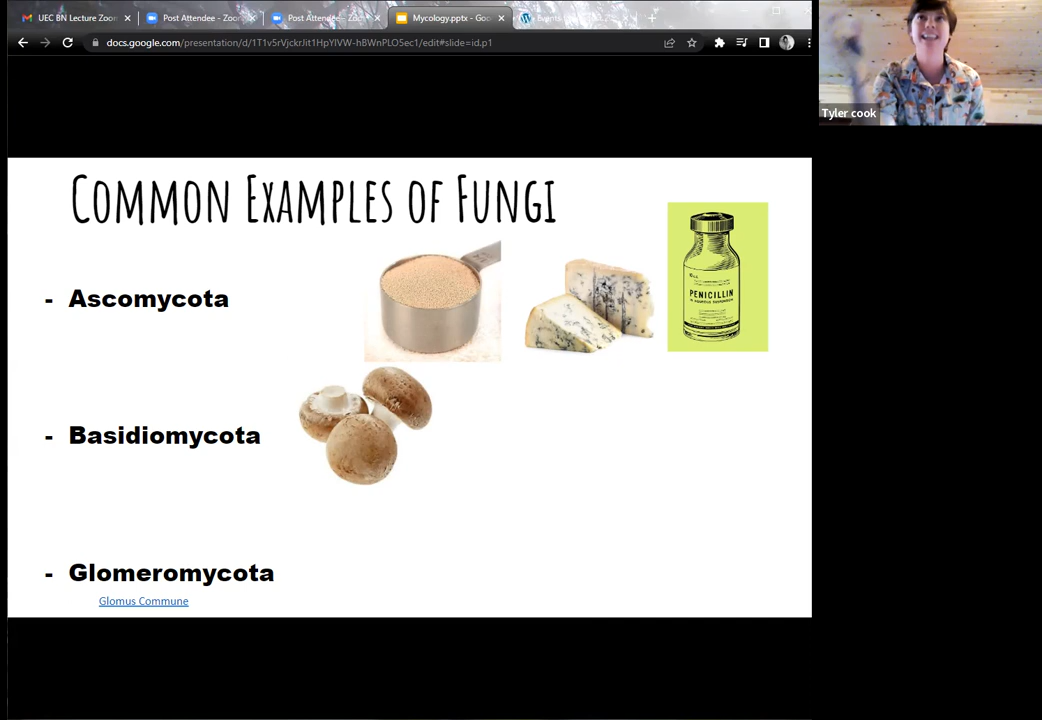 UEC BN Lecture Zoom
Post Attendee - Zoom
Post Attendee - Zoo
Mycology.pptx - Goo
Events
docs.google.com/presentation/d/1T1v5rVjckrJit1HpYlVW-hBWnPLO5ec1/edit#slide=id.p1
Tyler cook
COMMON EXAMPLES OF FUNGI
- Ascomycota
PENICILLIN
- Basidiomycota
- Glomeromycota
Glomus Commune